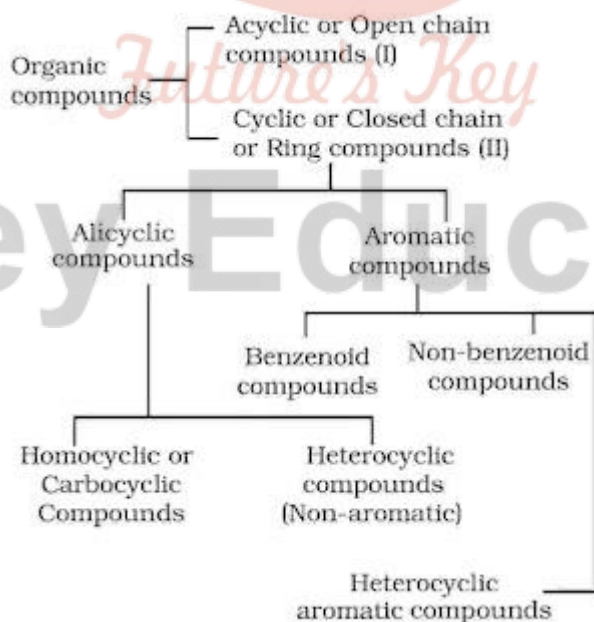 Acyclic or Open chain
compounds (I)
Organic
compounds
Future's Key
Cyclic or Closed chain
or Ring compounds (II)
ey Educ
Alicyclic
compounds
Aromatic
compounds
Benzenoid
compounds
Non-benzenoid
compounds
Homocyclic or
Carbocyclic
Compounds
Heterocyclic
compounds
(Non-aromatic)
Heterocyclic
aromatic compounds